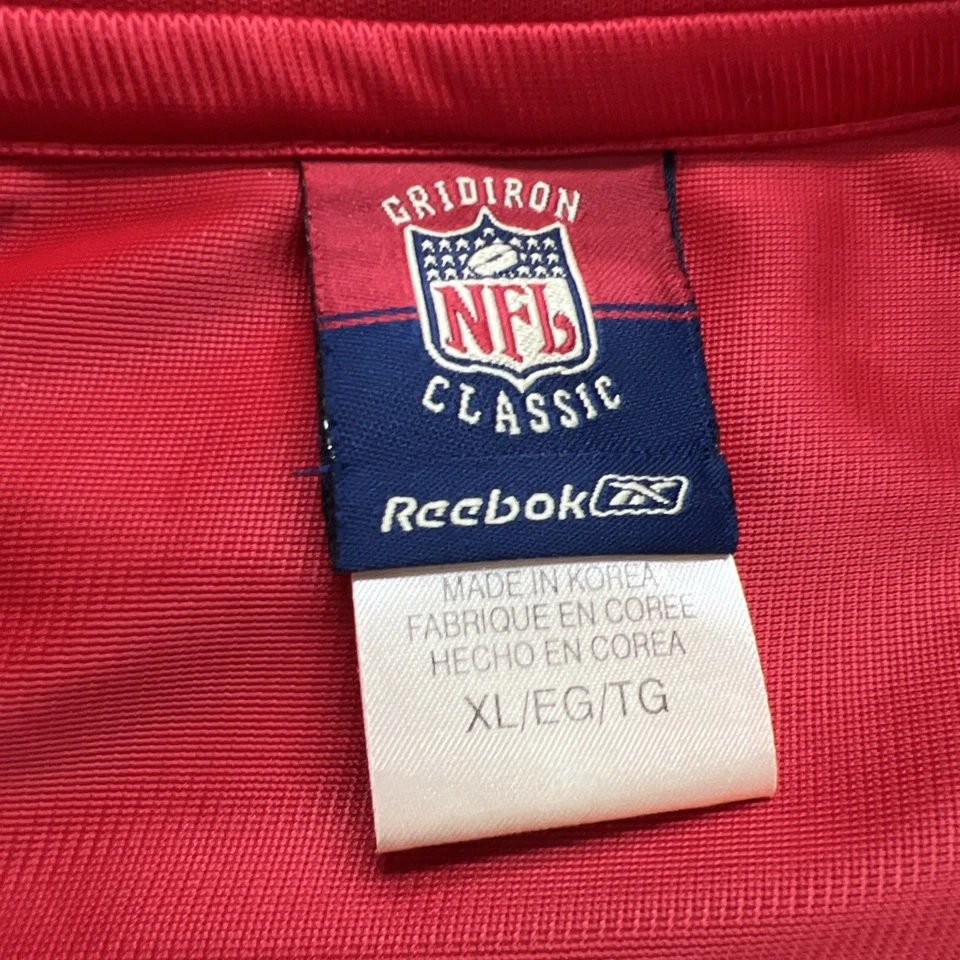 GRIDIRON
NFL
CLASSIC
Reebok
MADE IN KOREA
FABRIQUE EN COREE
HECHO EN COREA
XL/EG/TG